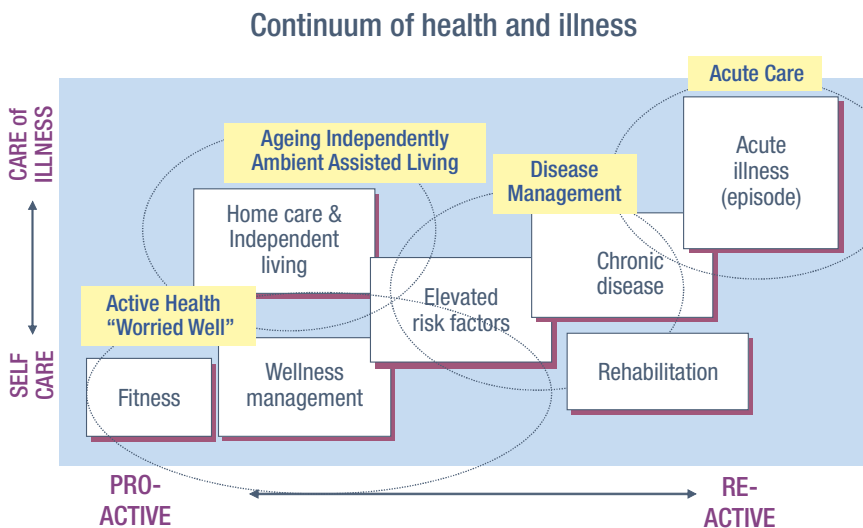 Continuum of health and illness
Acute Care
CARE of
ILLNESS
Ageing Independently
Ambient Assisted Living
Acute
illness
(episode)
Disease
Management
Home care &
Independent
living
Chronic
disease
Elevated
risk factors
Active Health
“Worried Well”
SELF
CARE
Fitness
Wellness
management
Rehabilitation
PRO-
ACTIVE
RE-
ACTIVE